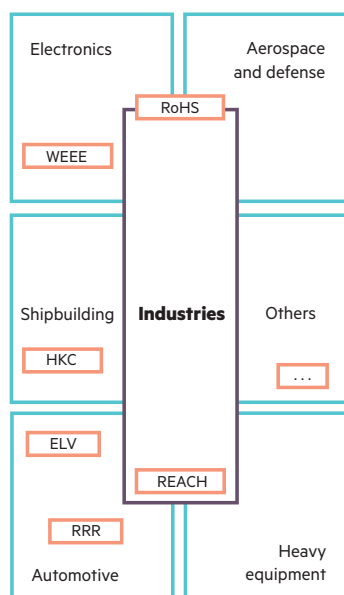 Electronics
Aerospace
and defense
RoHS
WEEE
Shipbuilding
Industries
Others
HKC
...
ELV
REACH
RRR
Automotive
Heavy
equipment